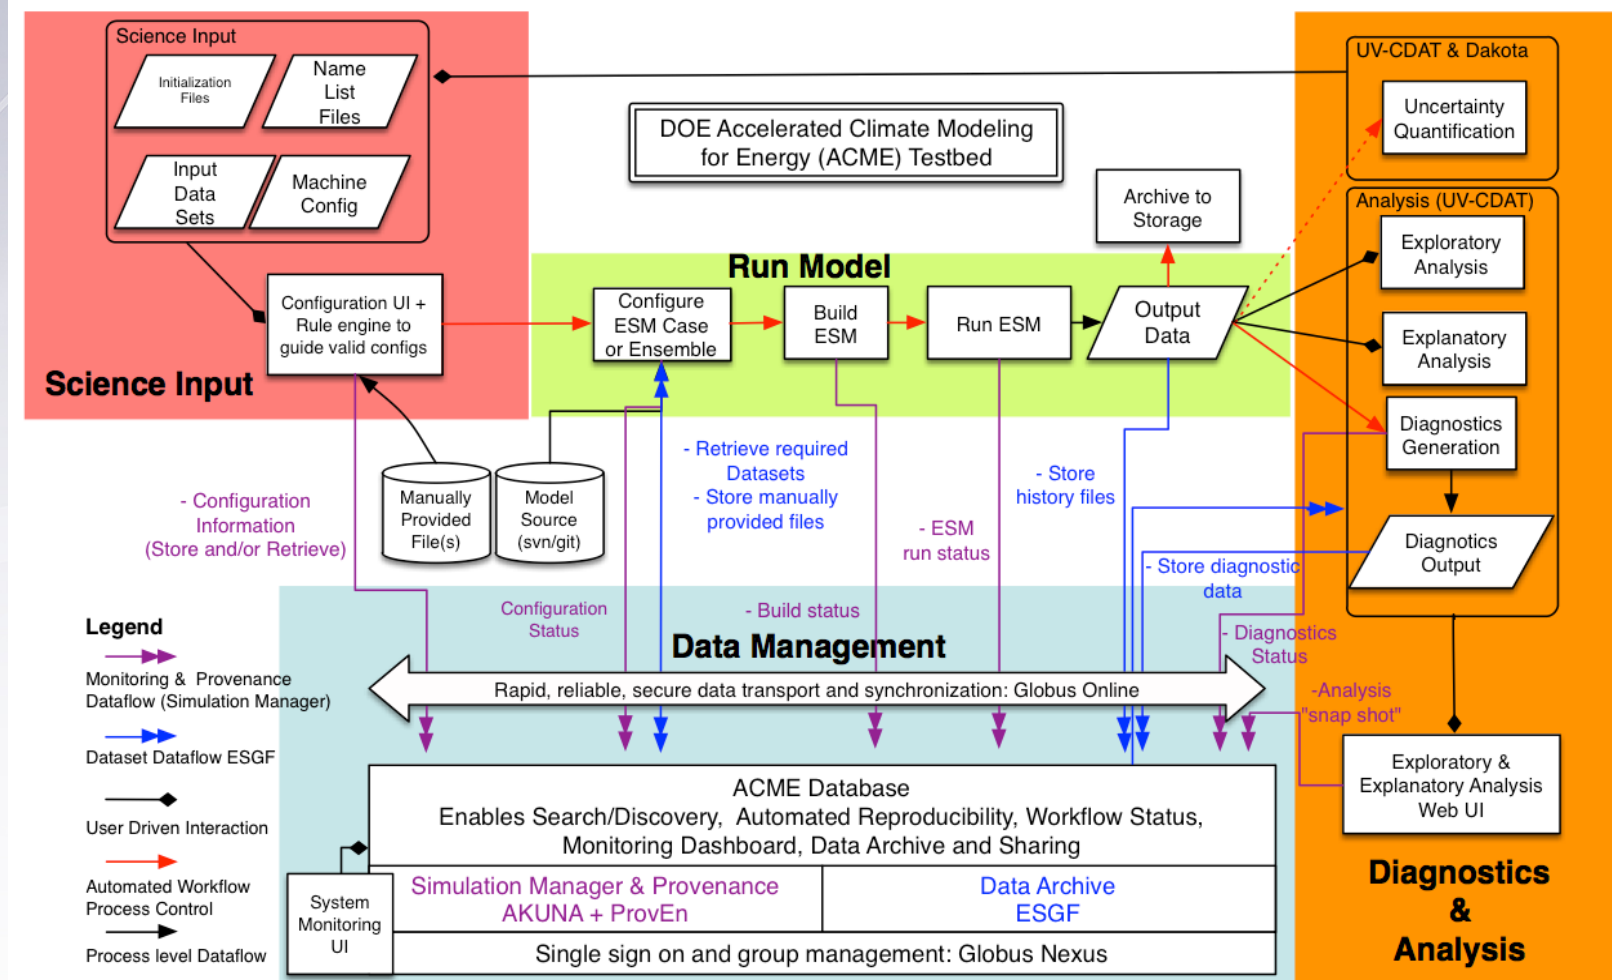 Science Input
Initialization
Files
Name
List
Files
Input
Data
Sets
Machine
Config
Configuration UI +
Rule engine to
guide valid configs
Science Input
DOE Accelerated Climate Modeling
for Energy (ACME) Testbed
Run Model
Configure
ESM Case
or Ensemble
Build
ESM
Run ESM
Output
Data
Archive to
Storage
UV-CDAT & Dakota
Uncertainty
Quantification
Analysis (UV-CDAT)
Exploratory
Analysis
Explanatory
Analysis
Diagnostics
Generation
Diagnotics
Output
Manually
Provided
File(s)
Model
Source
(svn/git)
- Configuration
Information
(Store and/or Retrieve)
- Retrieve required
Datasets
- Store manually
provided files
- ESM
run status
- Store
history files
- Store diagnostic
data
Configuration
Status
- Build status
- Diagnostics
Status
-Analysis
"snap shot"
Exploratory &
Explanatory Analysis
Web UI
Diagnostics
&
Analysis
Legend
Monitoring & Provenance
Dataflow (Simulation Manager)
Dataset Dataflow ESGF
User Driven Interaction
Automated Workflow
Process Control
Process level Dataflow
Data Management
Rapid, reliable, secure data transport and synchronization: Globus Online
ACME Database
Enables Search/Discovery, Automated Reproducibility, Workflow Status,
Monitoring Dashboard, Data Archive and Sharing
Simulation Manager & Provenance
AKUNA + ProvEn
Data Archive
ESGF
System
Monitoring
UI
Single sign on and group management: Globus Nexus